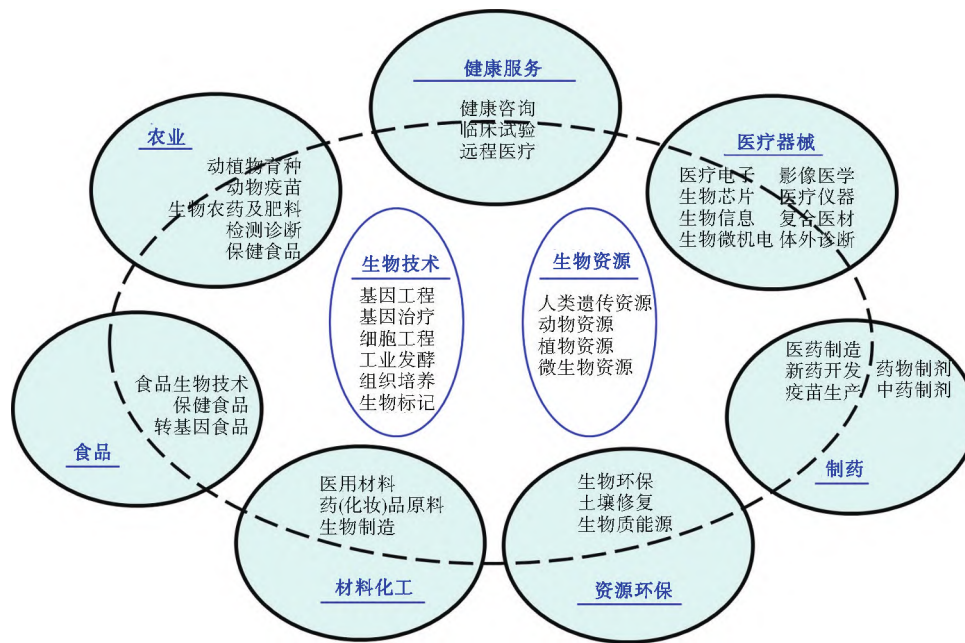 健康服务
健康咨询
临床试验
远程医疗
农业
动植物育种
动物疫苗
生物农药及肥料
检测诊断
保健食品
医疗器械
医疗电子 影像医学
生物芯片 医疗仪器
生物信息 复合医材
生物微机电 体外诊断
生物技术
基因工程
基因治疗
细胞工程
工业发酵
组织培养
生物标记
生物资源
人类遗传资源
动物资源
植物资源
微生物资源
食品生物技术
保健食品
转基因食品
食品
医药制造
新药开发 药物制剂
疫苗生产 中药制剂
制药
医用材料
药(化妆)品原料
生物制造
材料化工
生物环保
土壤修复
生物质能源
资源环保